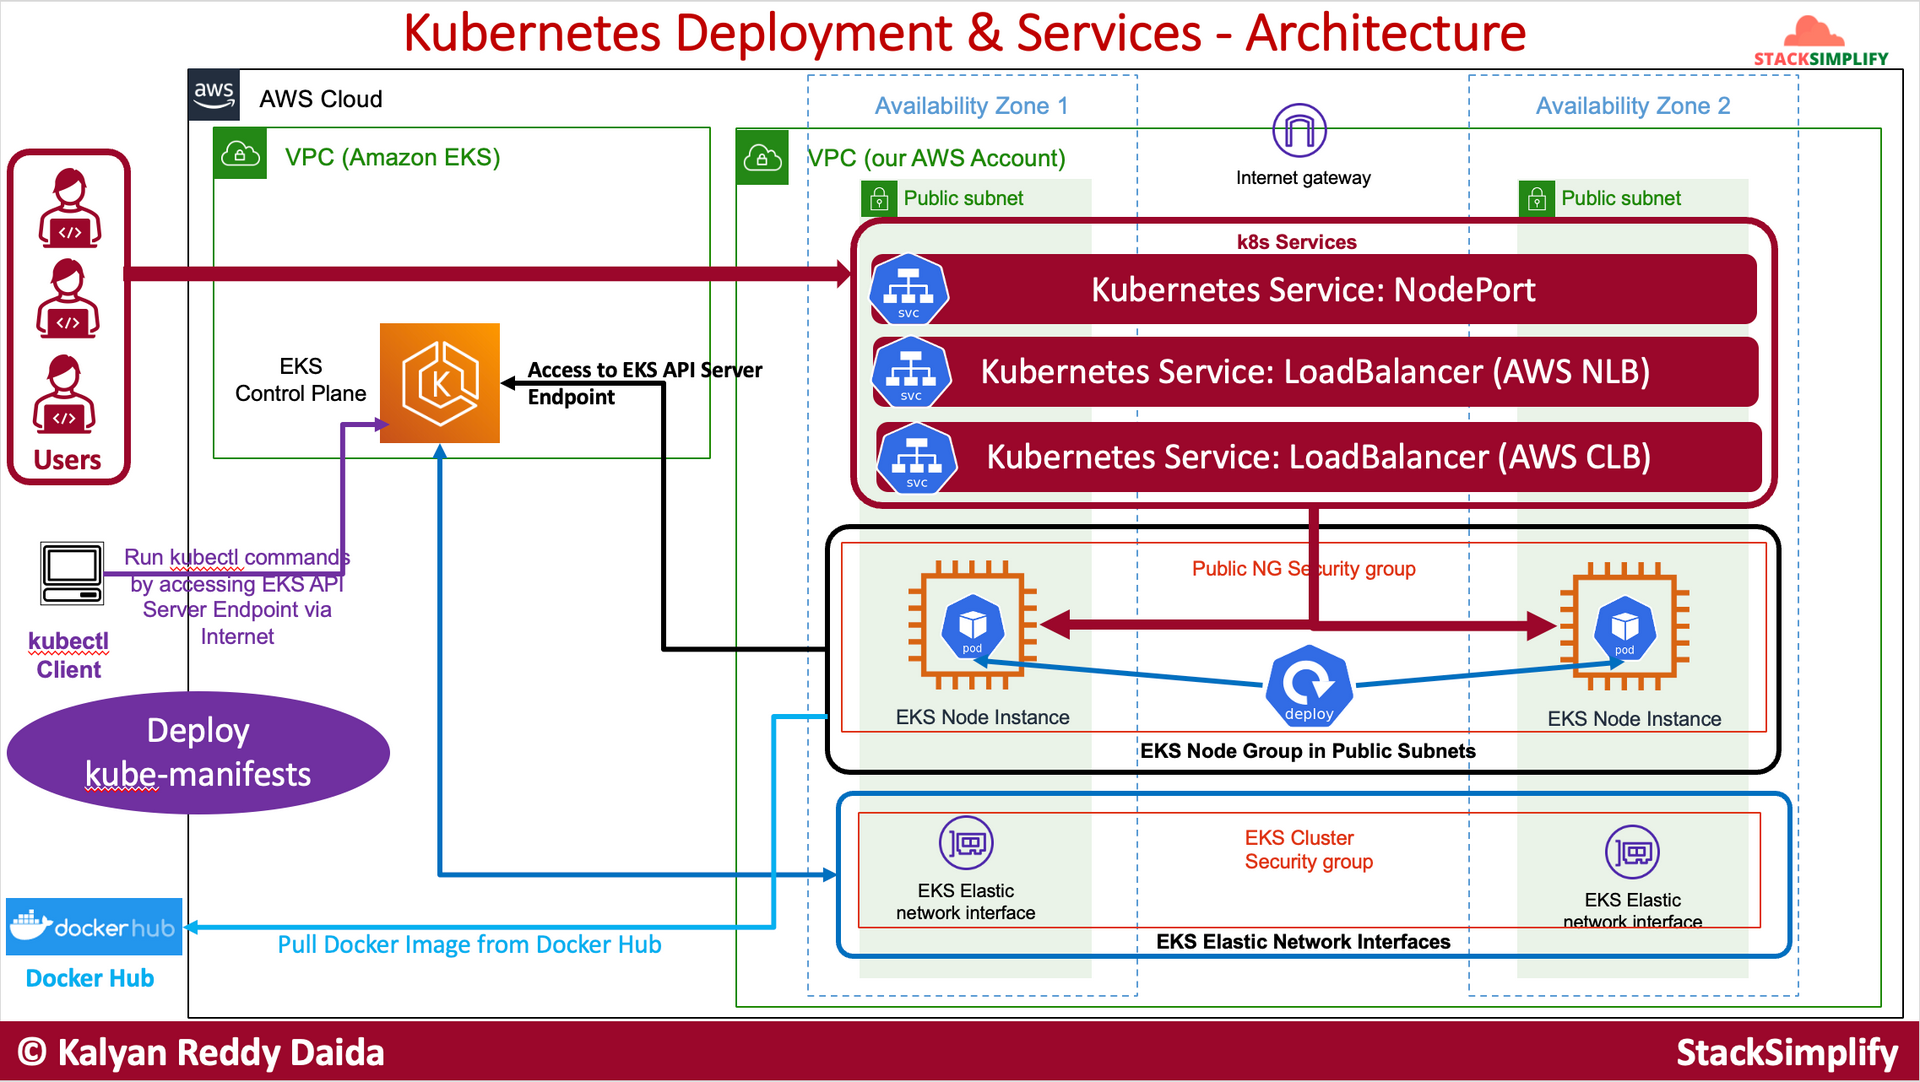 Kubernetes Deployment & Services - Architecture
STACKSIMPLIFY
aws
AWS Cloud
Availability Zone 1
Availability Zone 2
VPC (Amazon EKS)
VPC (our AWS Account)
Internet gateway
Public subnet
Public subnet
k8s Services
svc
Kubernetes Service: NodePort
svc
Kubernetes Service: LoadBalancer (AWS NLB)
svc
Kubernetes Service: LoadBalancer (AWS CLB)
</>
</>
</>
Users
EKS
Control Plane
K
Access to EKS API Server
Endpoint
Run kubectl commands
by accessing EKS API
Server Endpoint via
Internet
kubectl
Client
Deploy
kube-manifests
Public NG Security group
pod
pod
deploy
EKS Node Instance
EKS Node Instance
EKS Node Group in Public Subnets
EKS Cluster
Security group
EKS Elastic
network interface
EKS Elastic
network interface
EKS Elastic Network Interfaces
dockerhub
Pull Docker Image from Docker Hub
Docker Hub
© Kalyan Reddy Daida
StackSimplify